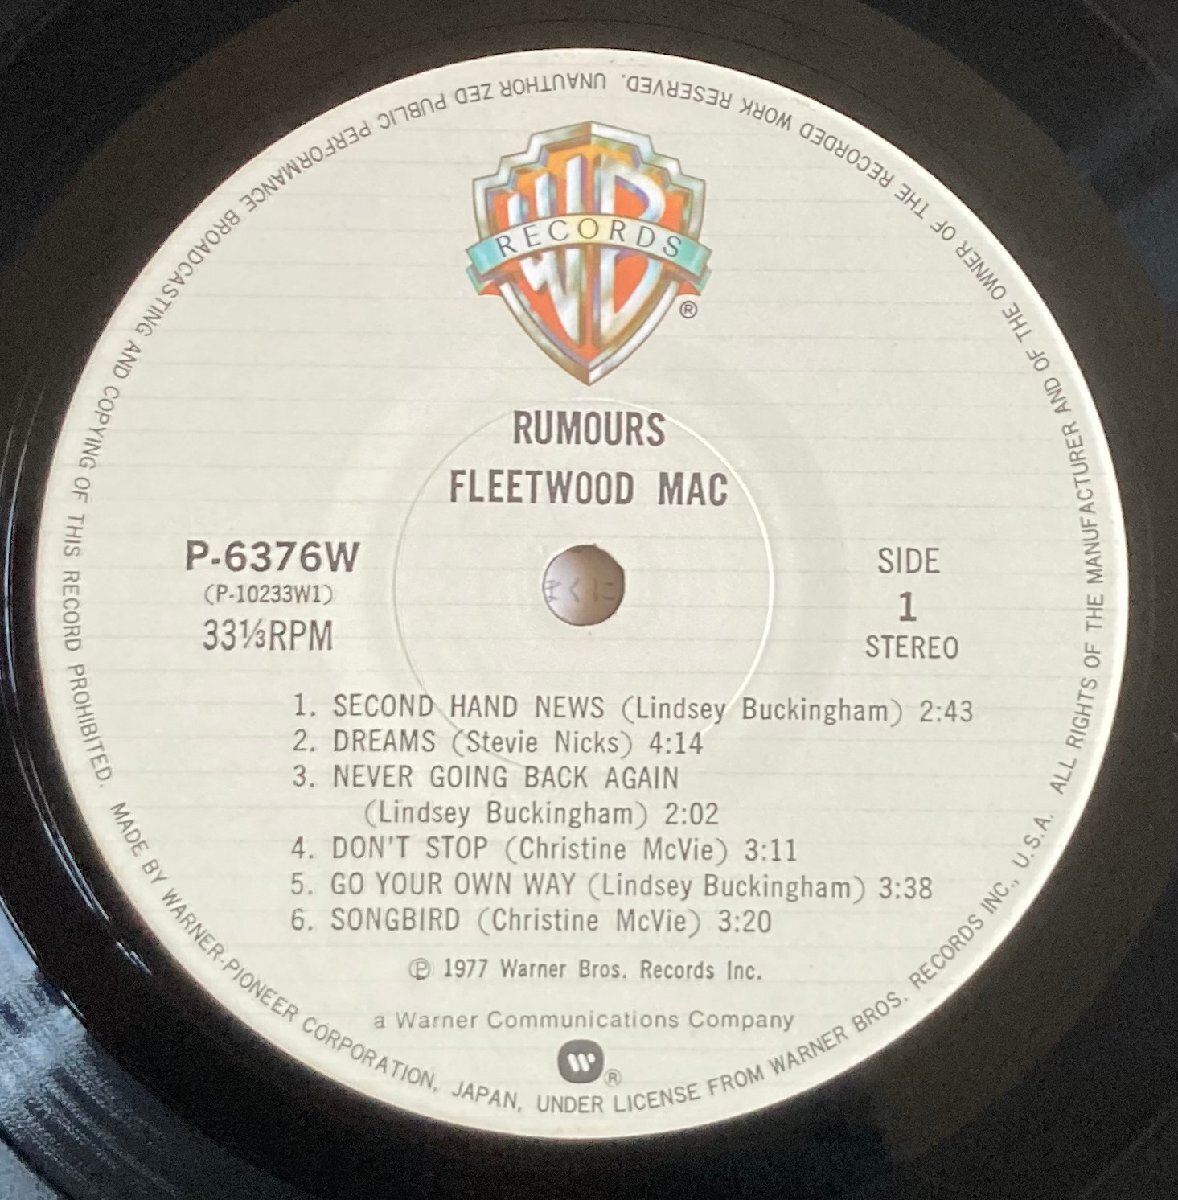 WB
RECORDS
®
RUMOURS
FLEETWOOD MAC
P-6376W
(P-10233W1)
33⅓RPM
SIDE
1
STEREO
1. SECOND HAND NEWS (Lindsey Buckingham) 2:43
2. DREAMS (Stevie Nicks) 4:14
3. NEVER GOING BACK AGAIN
(Lindsey Buckingham) 2:02
4. DON'T STOP (Christine McVie) 3:11
5. GO YOUR OWN WAY (Lindsey Buckingham) 3:38
6. SONGBIRD (Christine McVie) 3:20
℗ 1977 Warner Bros. Records Inc.
a Warner Communications Company
®
MADE BY WARNER-PIONEER CORPORATION, JAPAN, UNDER LICENSE FROM WARNER BROS. RECORDS INC., U.S.A. ALL RIGHTS OF THE MANUFACTURER AND OF THE OWNER OF THE RECORDED WORK RESERVED. UNAUTHOR ZED PUBLIC PERFORMANCE BROADCASTING AND COPYING OF THIS RECORD PROHIBITED.